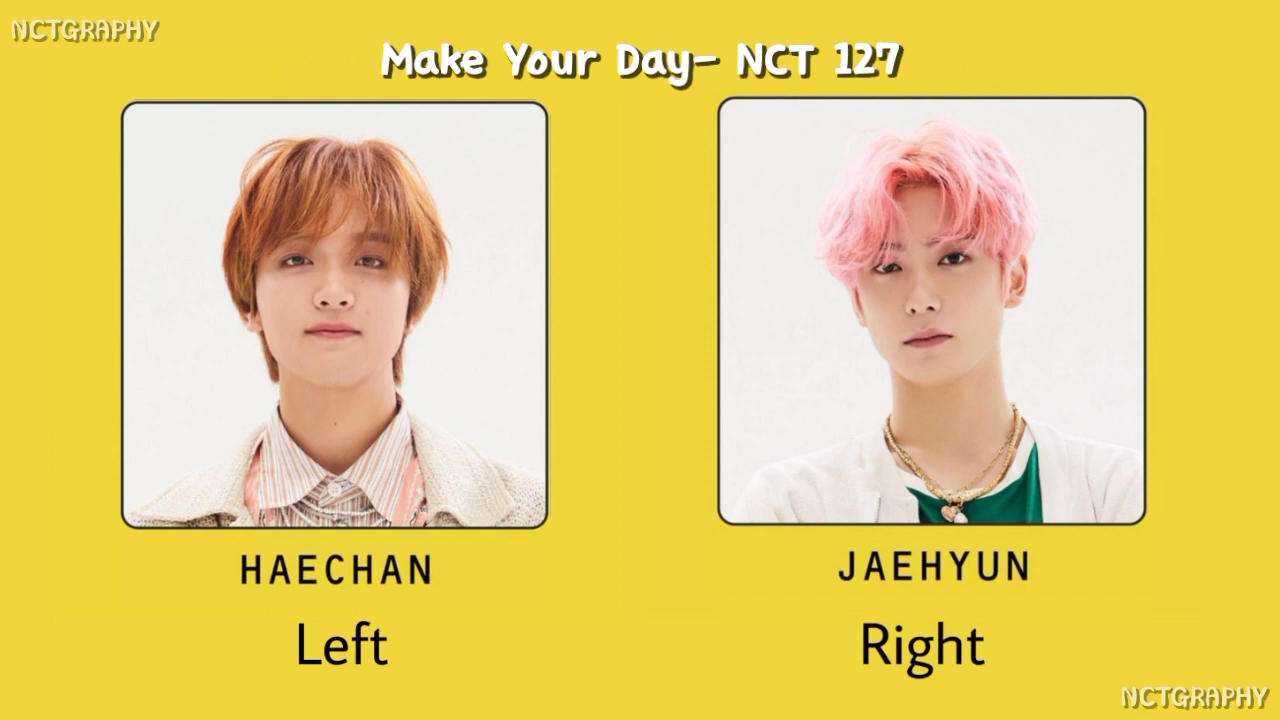 NCTGRAPHY
Make Your Day- NCT 127
HAECHAN
JAEHYUN
Left
Right
NCTGRAPHY